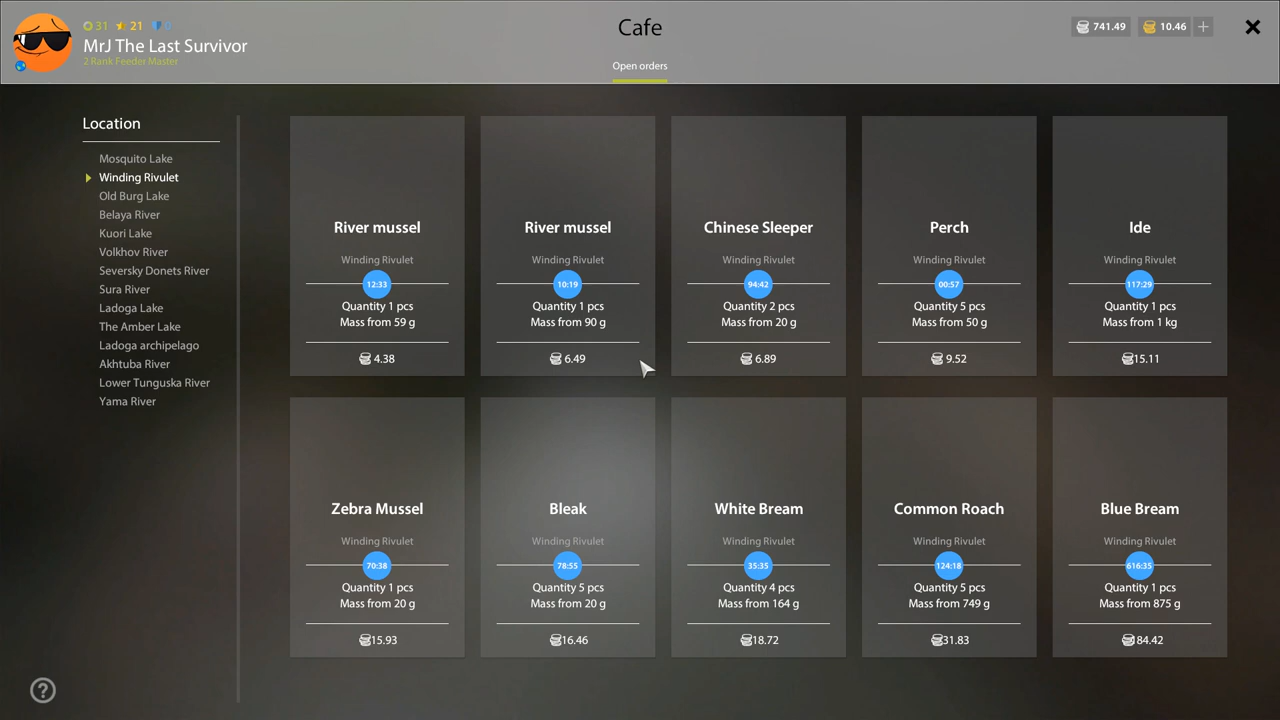 31 21 0
MrJ The Last Survivor
2 Rank Feeder Master
Cafe
Open orders
741.49
10.46 +
Location
Mosquito Lake
Winding Rivulet
Old Burg Lake
Belaya River
Kuori Lake
Volkhov River
Seversky Donets River
Sura River
Ladoga Lake
The Amber Lake
Ladoga archipelago
Akhtuba River
Lower Tunguska River
Yama River
River mussel
Winding Rivulet
12:33
Quantity 1 pcs
Mass from 59 g
4.38
River mussel
Winding Rivulet
10:19
Quantity 1 pcs
Mass from 90 g
6.49
Chinese Sleeper
Winding Rivulet
94:42
Quantity 2 pcs
Mass from 20 g
6.89
Perch
Winding Rivulet
00:57
Quantity 5 pcs
Mass from 50 g
9.52
Ide
Winding Rivulet
117:29
Quantity 1 pcs
Mass from 1 kg
15.11
Zebra Mussel
Winding Rivulet
70:38
Quantity 1 pcs
Mass from 20 g
15.93
Bleak
Winding Rivulet
78:55
Quantity 5 pcs
Mass from 20 g
16.46
White Bream
Winding Rivulet
35:35
Quantity 4 pcs
Mass from 164 g
18.72
Common Roach
Winding Rivulet
124:18
Quantity 5 pcs
Mass from 749 g
31.83
Blue Bream
Winding Rivulet
616:35
Quantity 1 pcs
Mass from 875 g
84.42
?